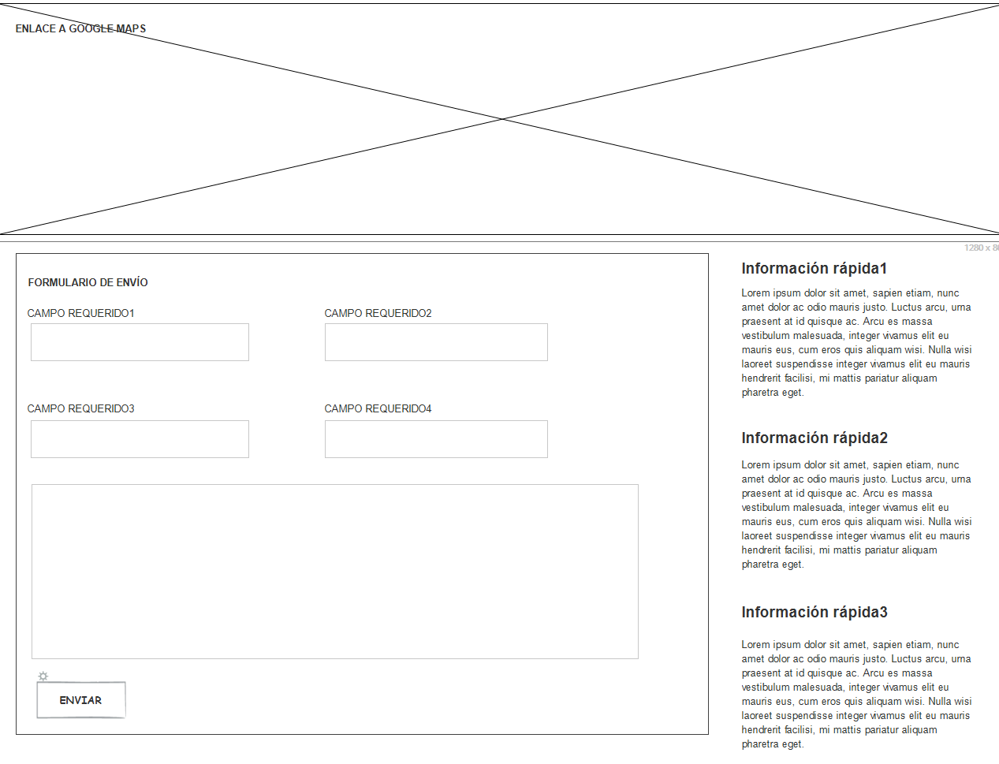 ENLACE A GOOGLE MAPS
1280 x 80
FORMULARIO DE ENVÍO
CAMPO REQUERIDO1
CAMPO REQUERIDO2
CAMPO REQUERIDO3
CAMPO REQUERIDO4
ENVIAR
Información rápida1
Lorem ipsum dolor sit amet, sapien etiam, nunc
amet dolor ac odio mauris justo. Luctus arcu, urna
praesent at id quisque ac. Arcu es massa
vestibulum malesuada, integer vivamus elit eu
mauris eus, cum eros quis aliquam wisi. Nulla wisi
laoreet suspendisse integer vivamus elit eu mauris
hendrerit facilisi, mi mattis pariatur aliquam
pharetra eget.
Información rápida2
Lorem ipsum dolor sit amet, sapien etiam, nunc
amet dolor ac odio mauris justo. Luctus arcu, urna
praesent at id quisque ac. Arcu es massa
vestibulum malesuada, integer vivamus elit eu
mauris eus, cum eros quis aliquam wisi. Nulla wisi
laoreet suspendisse integer vivamus elit eu mauris
hendrerit facilisi, mi mattis pariatur aliquam
pharetra eget.
Información rápida3
Lorem ipsum dolor sit amet, sapien etiam, nunc
amet dolor ac odio mauris justo. Luctus arcu, urna
praesent at id quisque ac. Arcu es massa
vestibulum malesuada, integer vivamus elit eu
mauris eus, cum eros quis aliquam wisi. Nulla wisi
laoreet suspendisse integer vivamus elit eu mauris
hendrerit facilisi, mi mattis pariatur aliquam
pharetra eget.